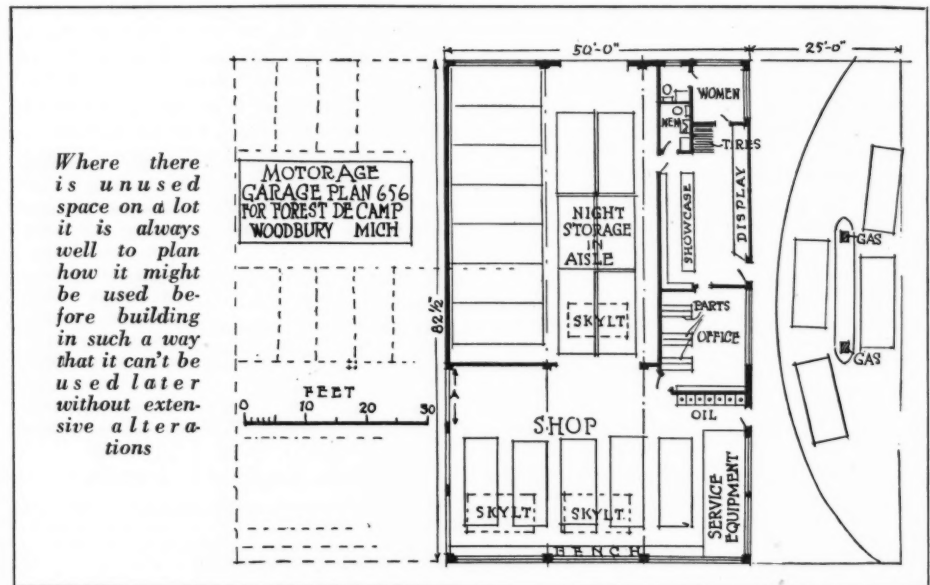 Where there
is unused
space on a lot
it is always
well to plan
how it might
be used be-
fore building
in such a way
that it can't be
used later
without exten-
sive altera-
tions
MOTOR AGE
GARAGE PLAN 656
FOR FOREST DE CAMP
WOODBURY MICH
FEET
0 10 20 30
50'-0"
25'-0"
82½'
WOMEN
MEN
TIRES
DISPLAY
SHOWCASE
NIGHT
STORAGE
IN
AISLE
SKYLT
PARTS
OFFICE
OIL
GAS
GAS
A
SHOP
SKYLT
SKYLT
SERVICE
EQUIPMENT
BENCH